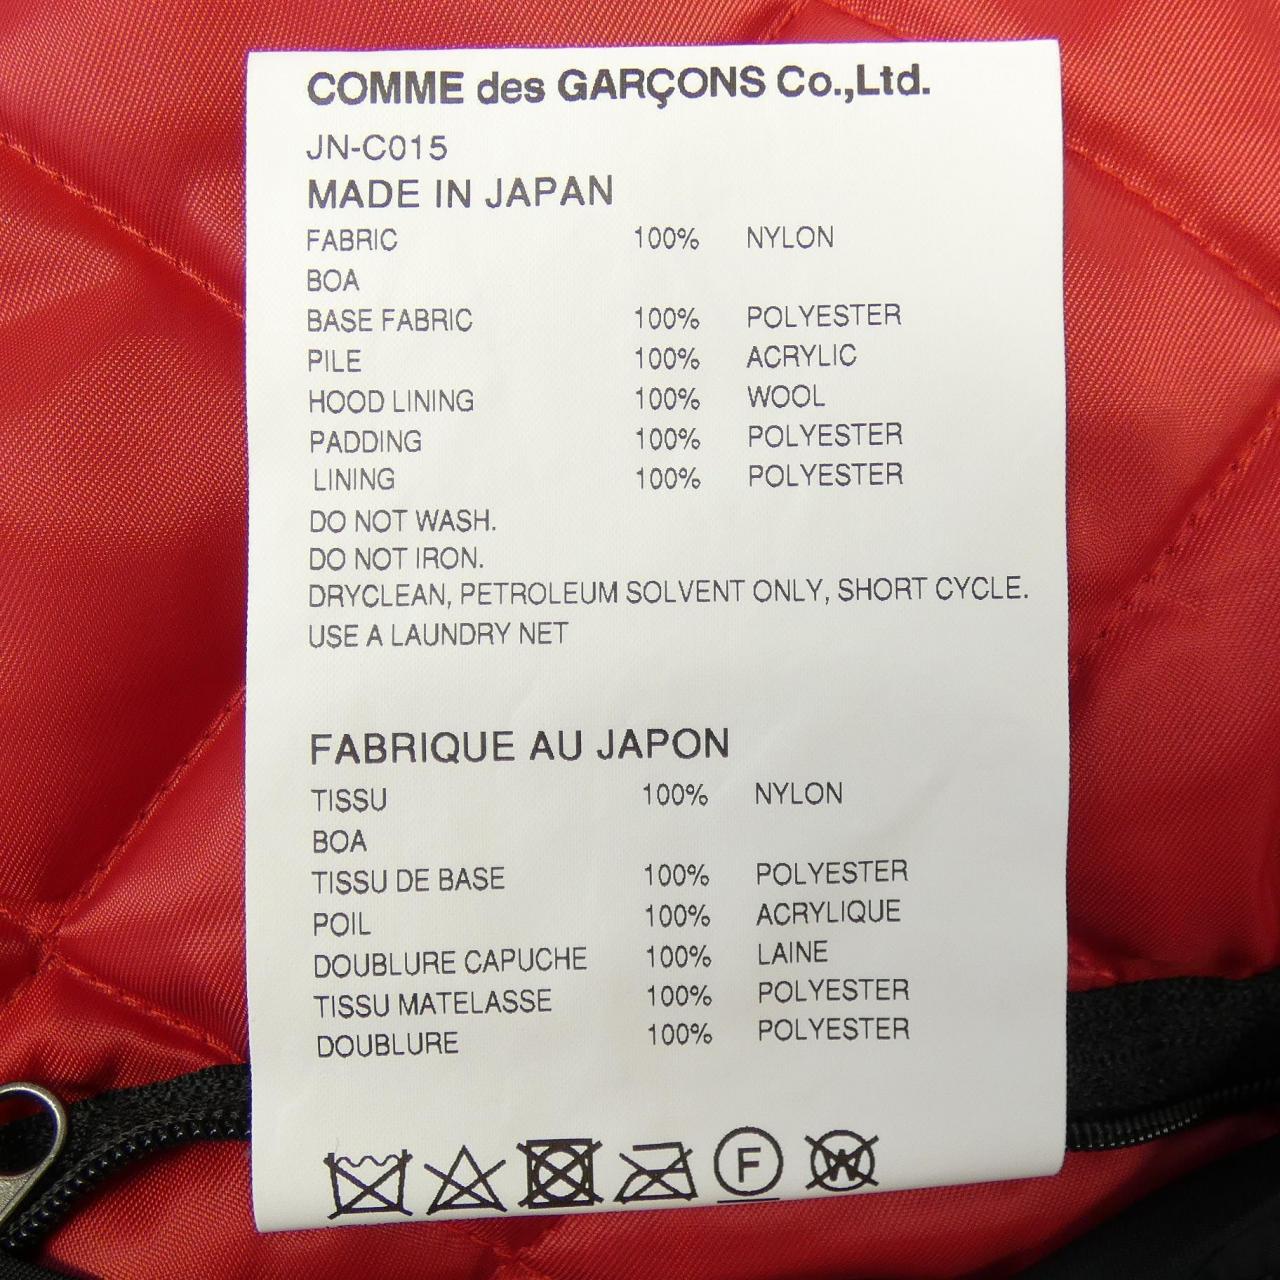 COMME des GARÇONS Co.,Ltd.
JN-C015
MADE IN JAPAN
FABRIC 100% NYLON
BOA
BASE FABRIC 100% POLYESTER
PILE 100% ACRYLIC
HOOD LINING 100% WOOL
PADDING 100% POLYESTER
LINING 100% POLYESTER
DO NOT WASH.
DO NOT IRON.
DRYCLEAN, PETROLEUM SOLVENT ONLY, SHORT CYCLE.
USE A LAUNDRY NET
FABRIQUE AU JAPON
TISSU 100% NYLON
BOA
TISSU DE BASE 100% POLYESTER
POIL 100% ACRYLIQUE
DOUBLURE CAPUCHE 100% LAINE
TISSU MATELASSE 100% POLYESTER
DOUBLURE 100% POLYESTER
F W